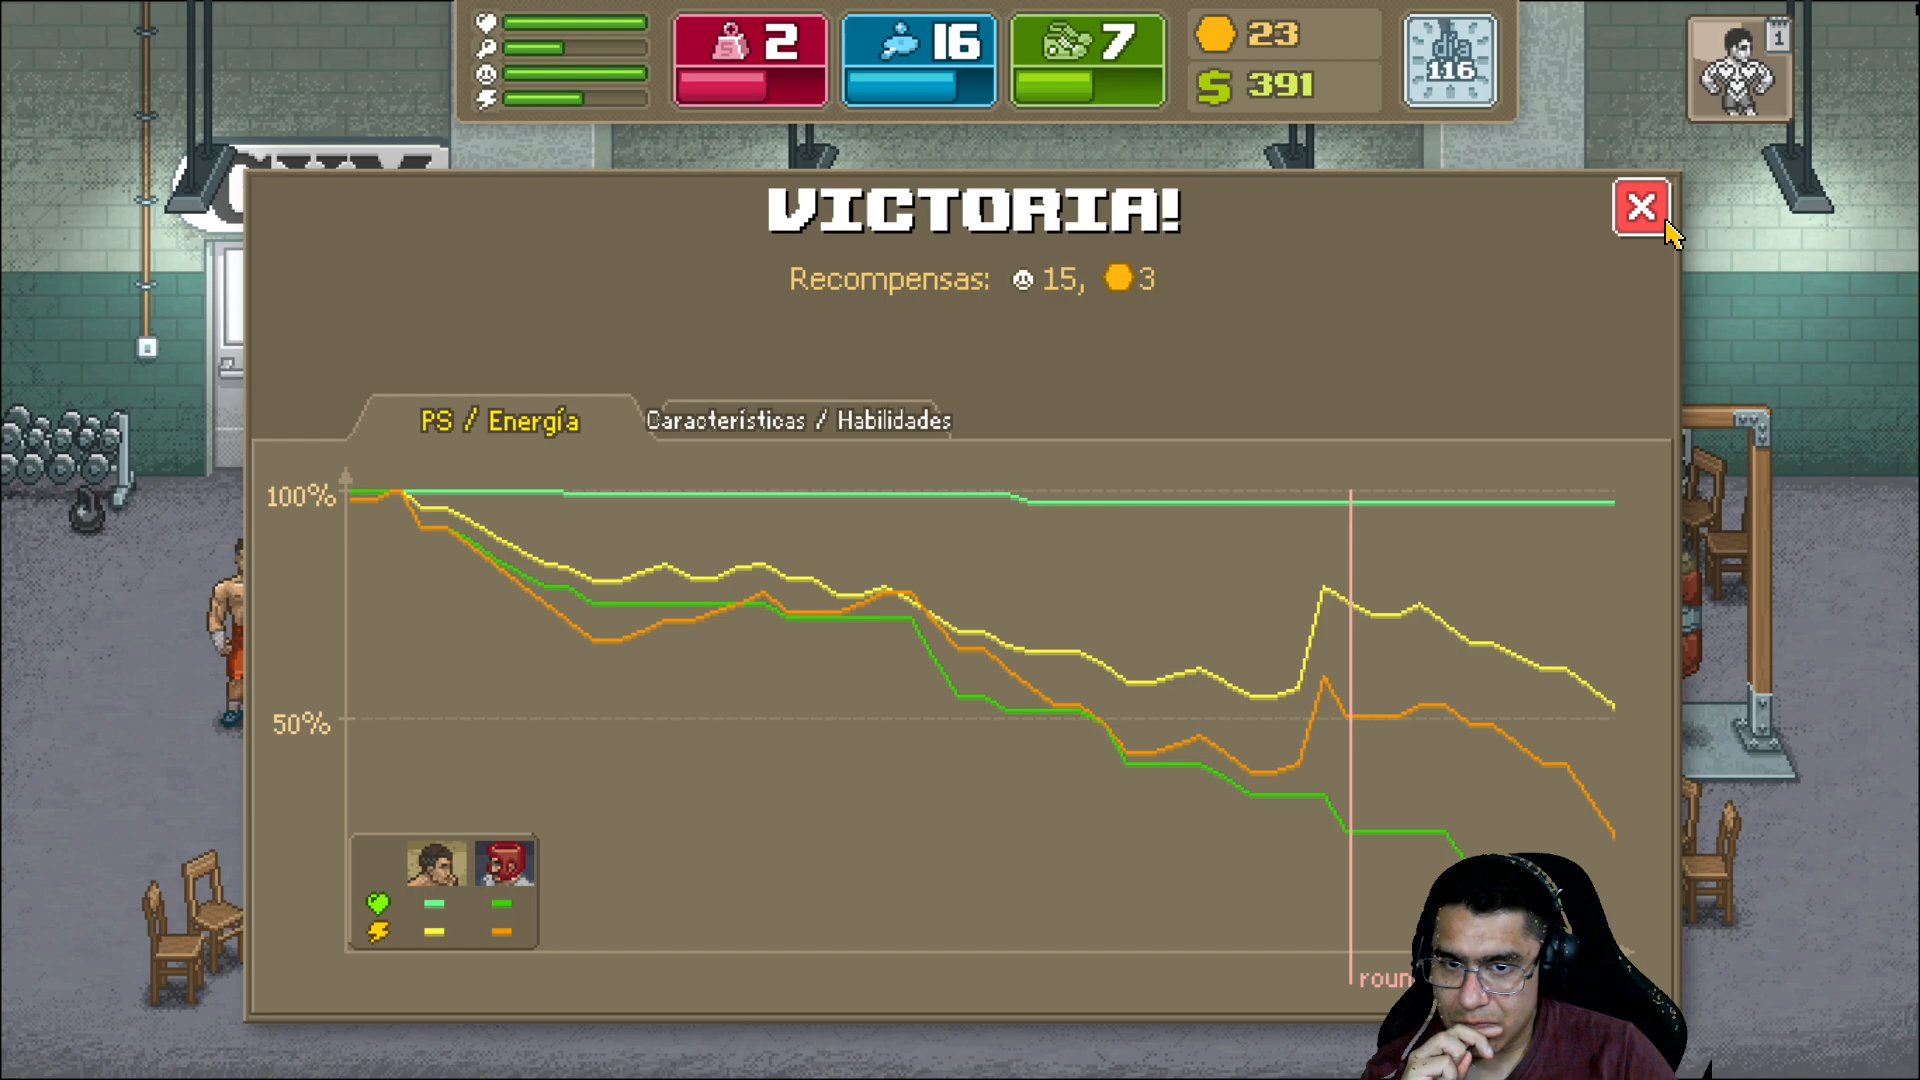 2
16
7
23
391
día
116
1
VICTORIA!
Recompensas: 15, 3
PS / Energía
Características / Habilidades
100%
50%
roun